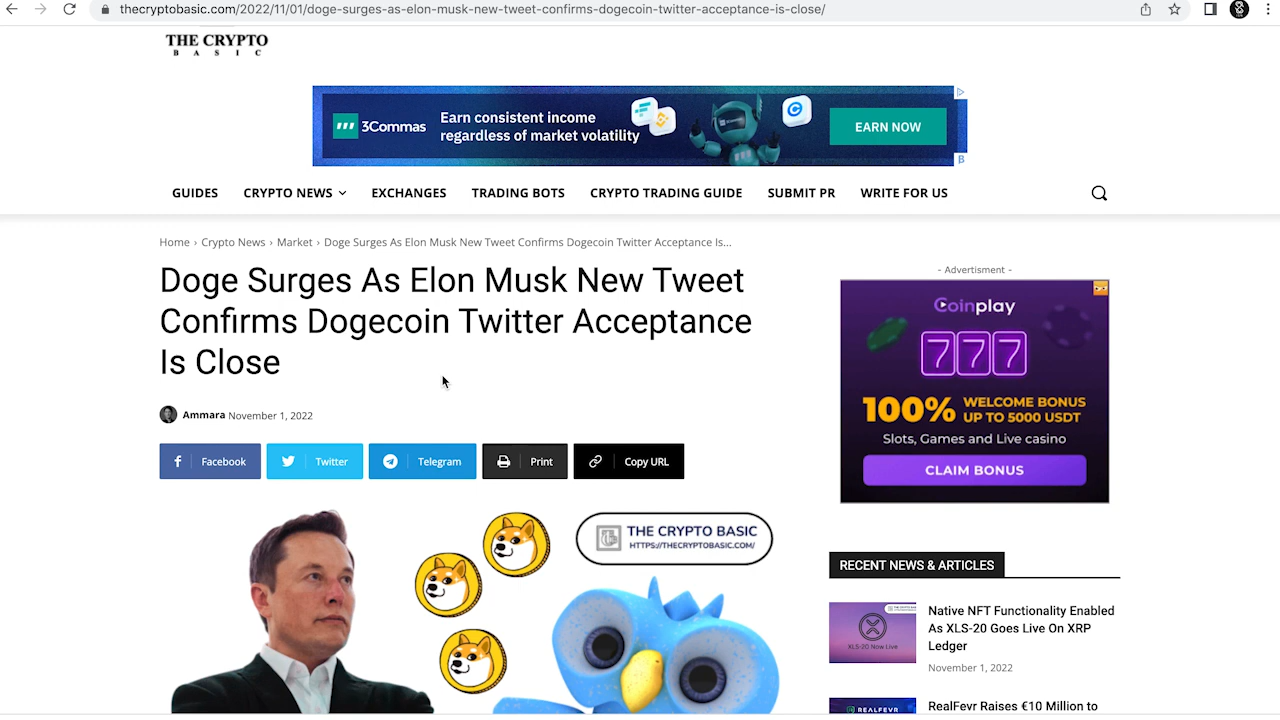 thecryptobasic.com/2022/11/01/doge-surges-as-elon-musk-new-tweet-confirms-dogecoin-twitter-acceptance-is-close/
THE CRYPTO
BASIC
3Commas
Earn consistent income
regardless of market volatility
EARN NOW
GUIDES
CRYPTO NEWS
EXCHANGES
TRADING BOTS
CRYPTO TRADING GUIDE
SUBMIT PR
WRITE FOR US
Home › Crypto News › Market › Doge Surges As Elon Musk New Tweet Confirms Dogecoin Twitter Acceptance Is...
Doge Surges As Elon Musk New Tweet
Confirms Dogecoin Twitter Acceptance
Is Close
Ammara November 1, 2022
Facebook
Twitter
Telegram
Print
Copy URL
THE CRYPTO BASIC
HTTPS://THECRYPTOBASIC.COM/
- Advertisment -
Coinplay
777
100% WELCOME BONUS
UP TO 5000 USDT
Slots, Games and Live casino
CLAIM BONUS
RECENT NEWS & ARTICLES
XLS-20 Now Live
Native NFT Functionality Enabled
As XLS-20 Goes Live On XRP
Ledger
November 1, 2022
REALFEVR
RealFevr Raises €10 Million to